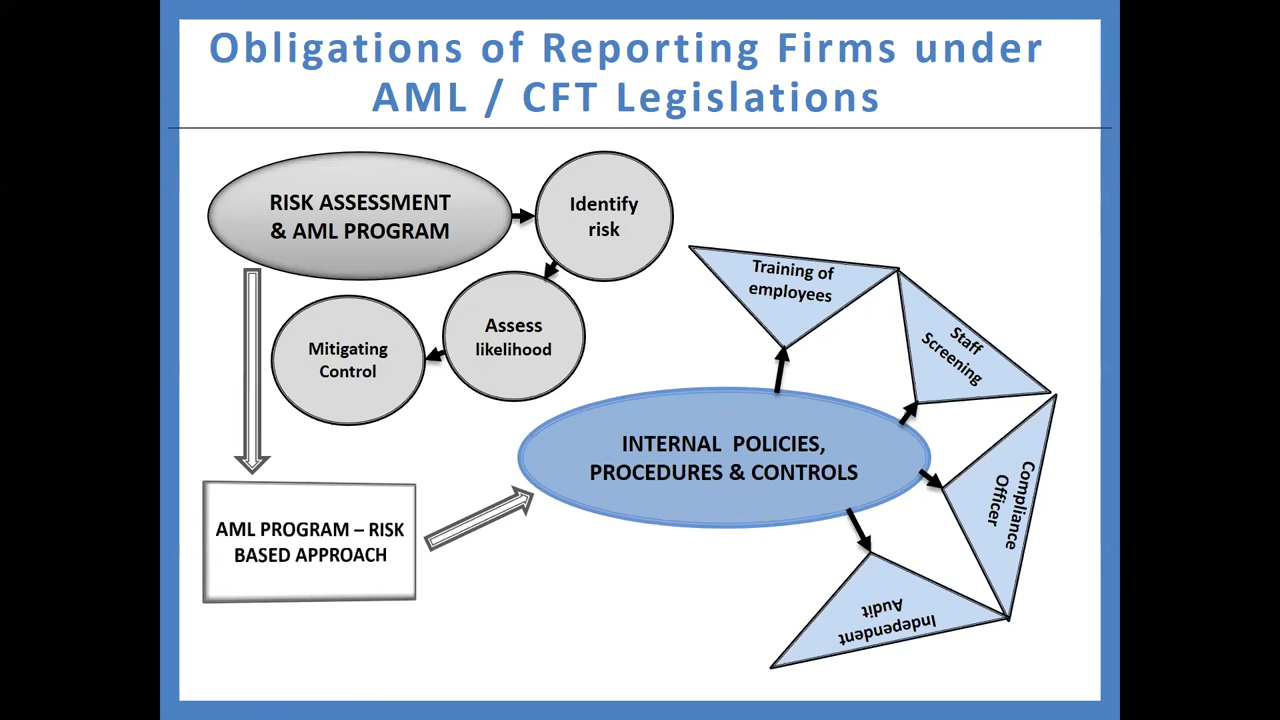 Obligations of Reporting Firms under
AML / CFT Legislations
RISK ASSESSMENT
& AML PROGRAM
Identify
risk
Assess
likelihood
Mitigating
Control
AML PROGRAM – RISK
BASED APPROACH
INTERNAL POLICIES,
PROCEDURES & CONTROLS
Training of
employees
Staff
Screening
Compliance
Officer
Independent
Audit